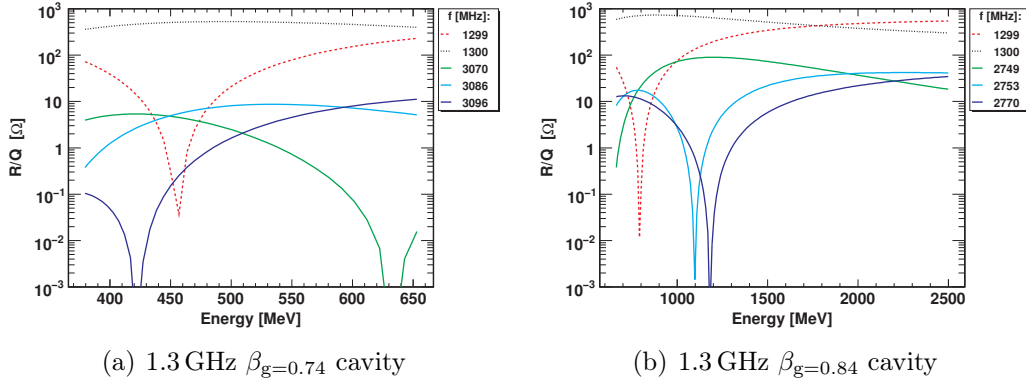 10³
10²
10
1
10⁻¹
10⁻²
10⁻³
R/Q [Ω]
400 450 500 550 600 650
Energy [MeV]
f [MHz]:
1299
1300
3070
3086
3096
(a) 1.3 GHz βg=0.74 cavity
10³
10²
10
1
10⁻¹
10⁻²
10⁻³
R/Q [Ω]
1000 1500 2000 2500
Energy [MeV]
f [MHz]:
1299
1300
2749
2753
2770
(b) 1.3 GHz βg=0.84 cavity